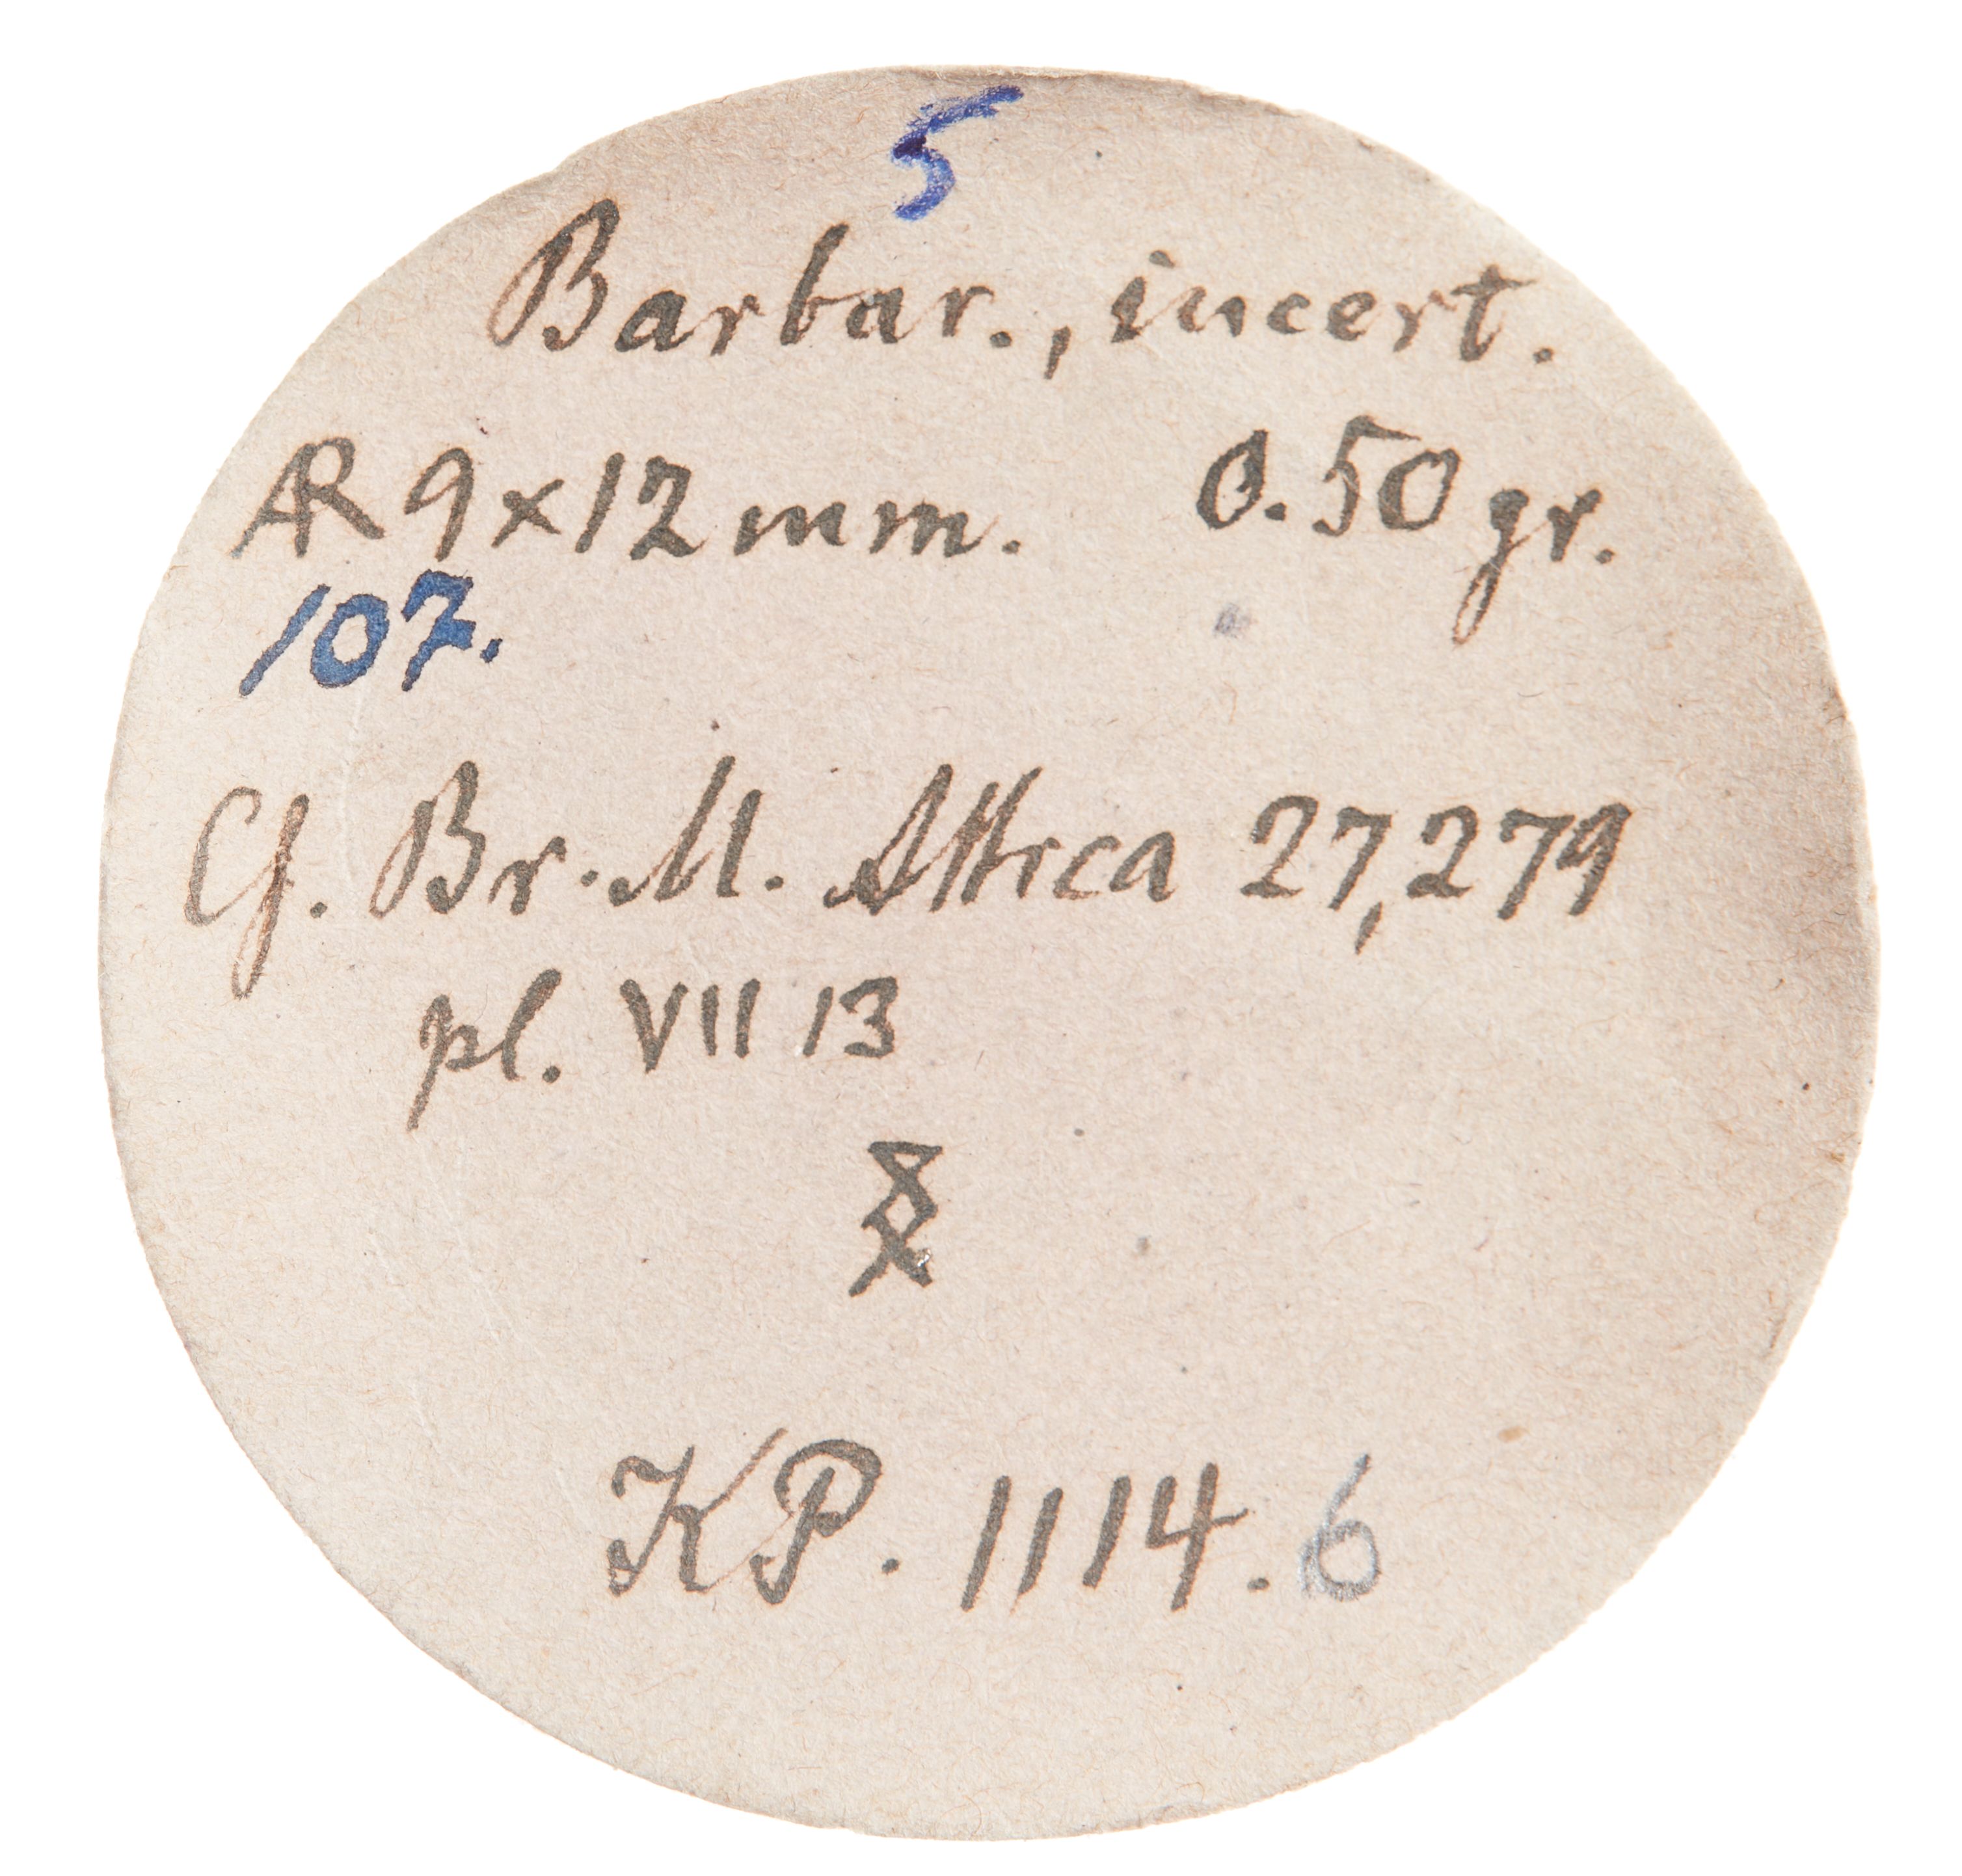 5
Barbar., incert.
AR 9 x 12 mm. 0.50 gr.
107.
Cf. Br. M. Attica 27, 279
pl. VII 13
KP. 1114. 6